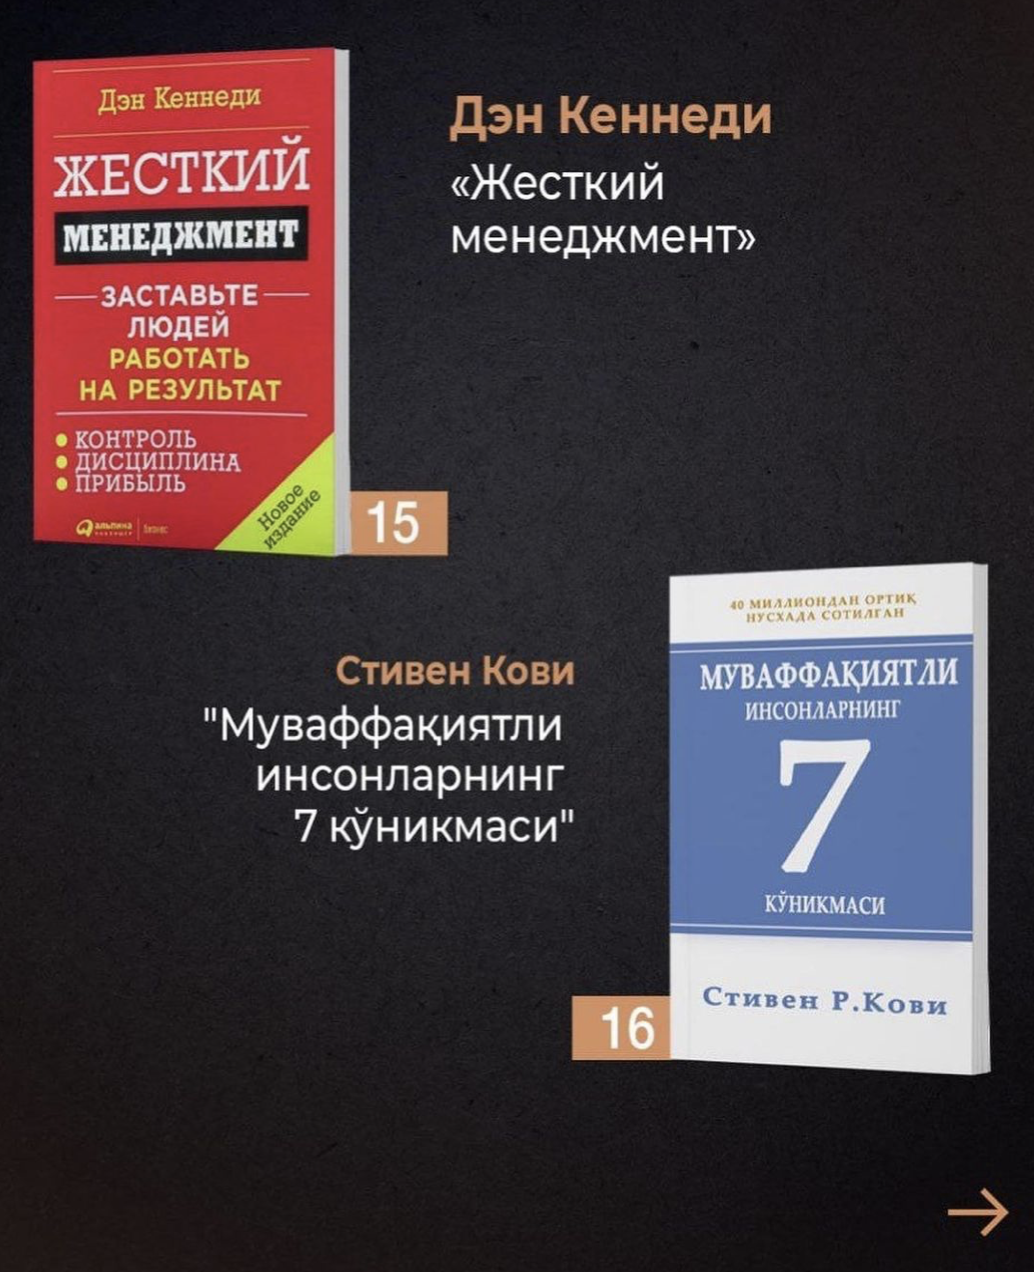 Дэн Кеннеди
ЖЕСТКИЙ
МЕНЕДЖМЕНТ
ЗАСТАВЬТЕ
ЛЮДЕЙ
РАБОТАТЬ
НА РЕЗУЛЬТАТ
• КОНТРОЛЬ
• ДИСЦИПЛИНА
• ПРИБЫЛЬ
альпина
Новое
издание
15
Дэн Кеннеди
«Жесткий
менеджмент»
Стивен Кови
"Муваффақиятли
инсонларнинг
7 кўникмаси"
40 МИЛЛИОНДАН ОРТИҚ
НУСХАДА СОТИЛГАН
МУВАФФАҚИЯТЛИ
ИНСОНЛАРНИНГ
7
КЎНИКМАСИ
Стивен Р.Кови
16